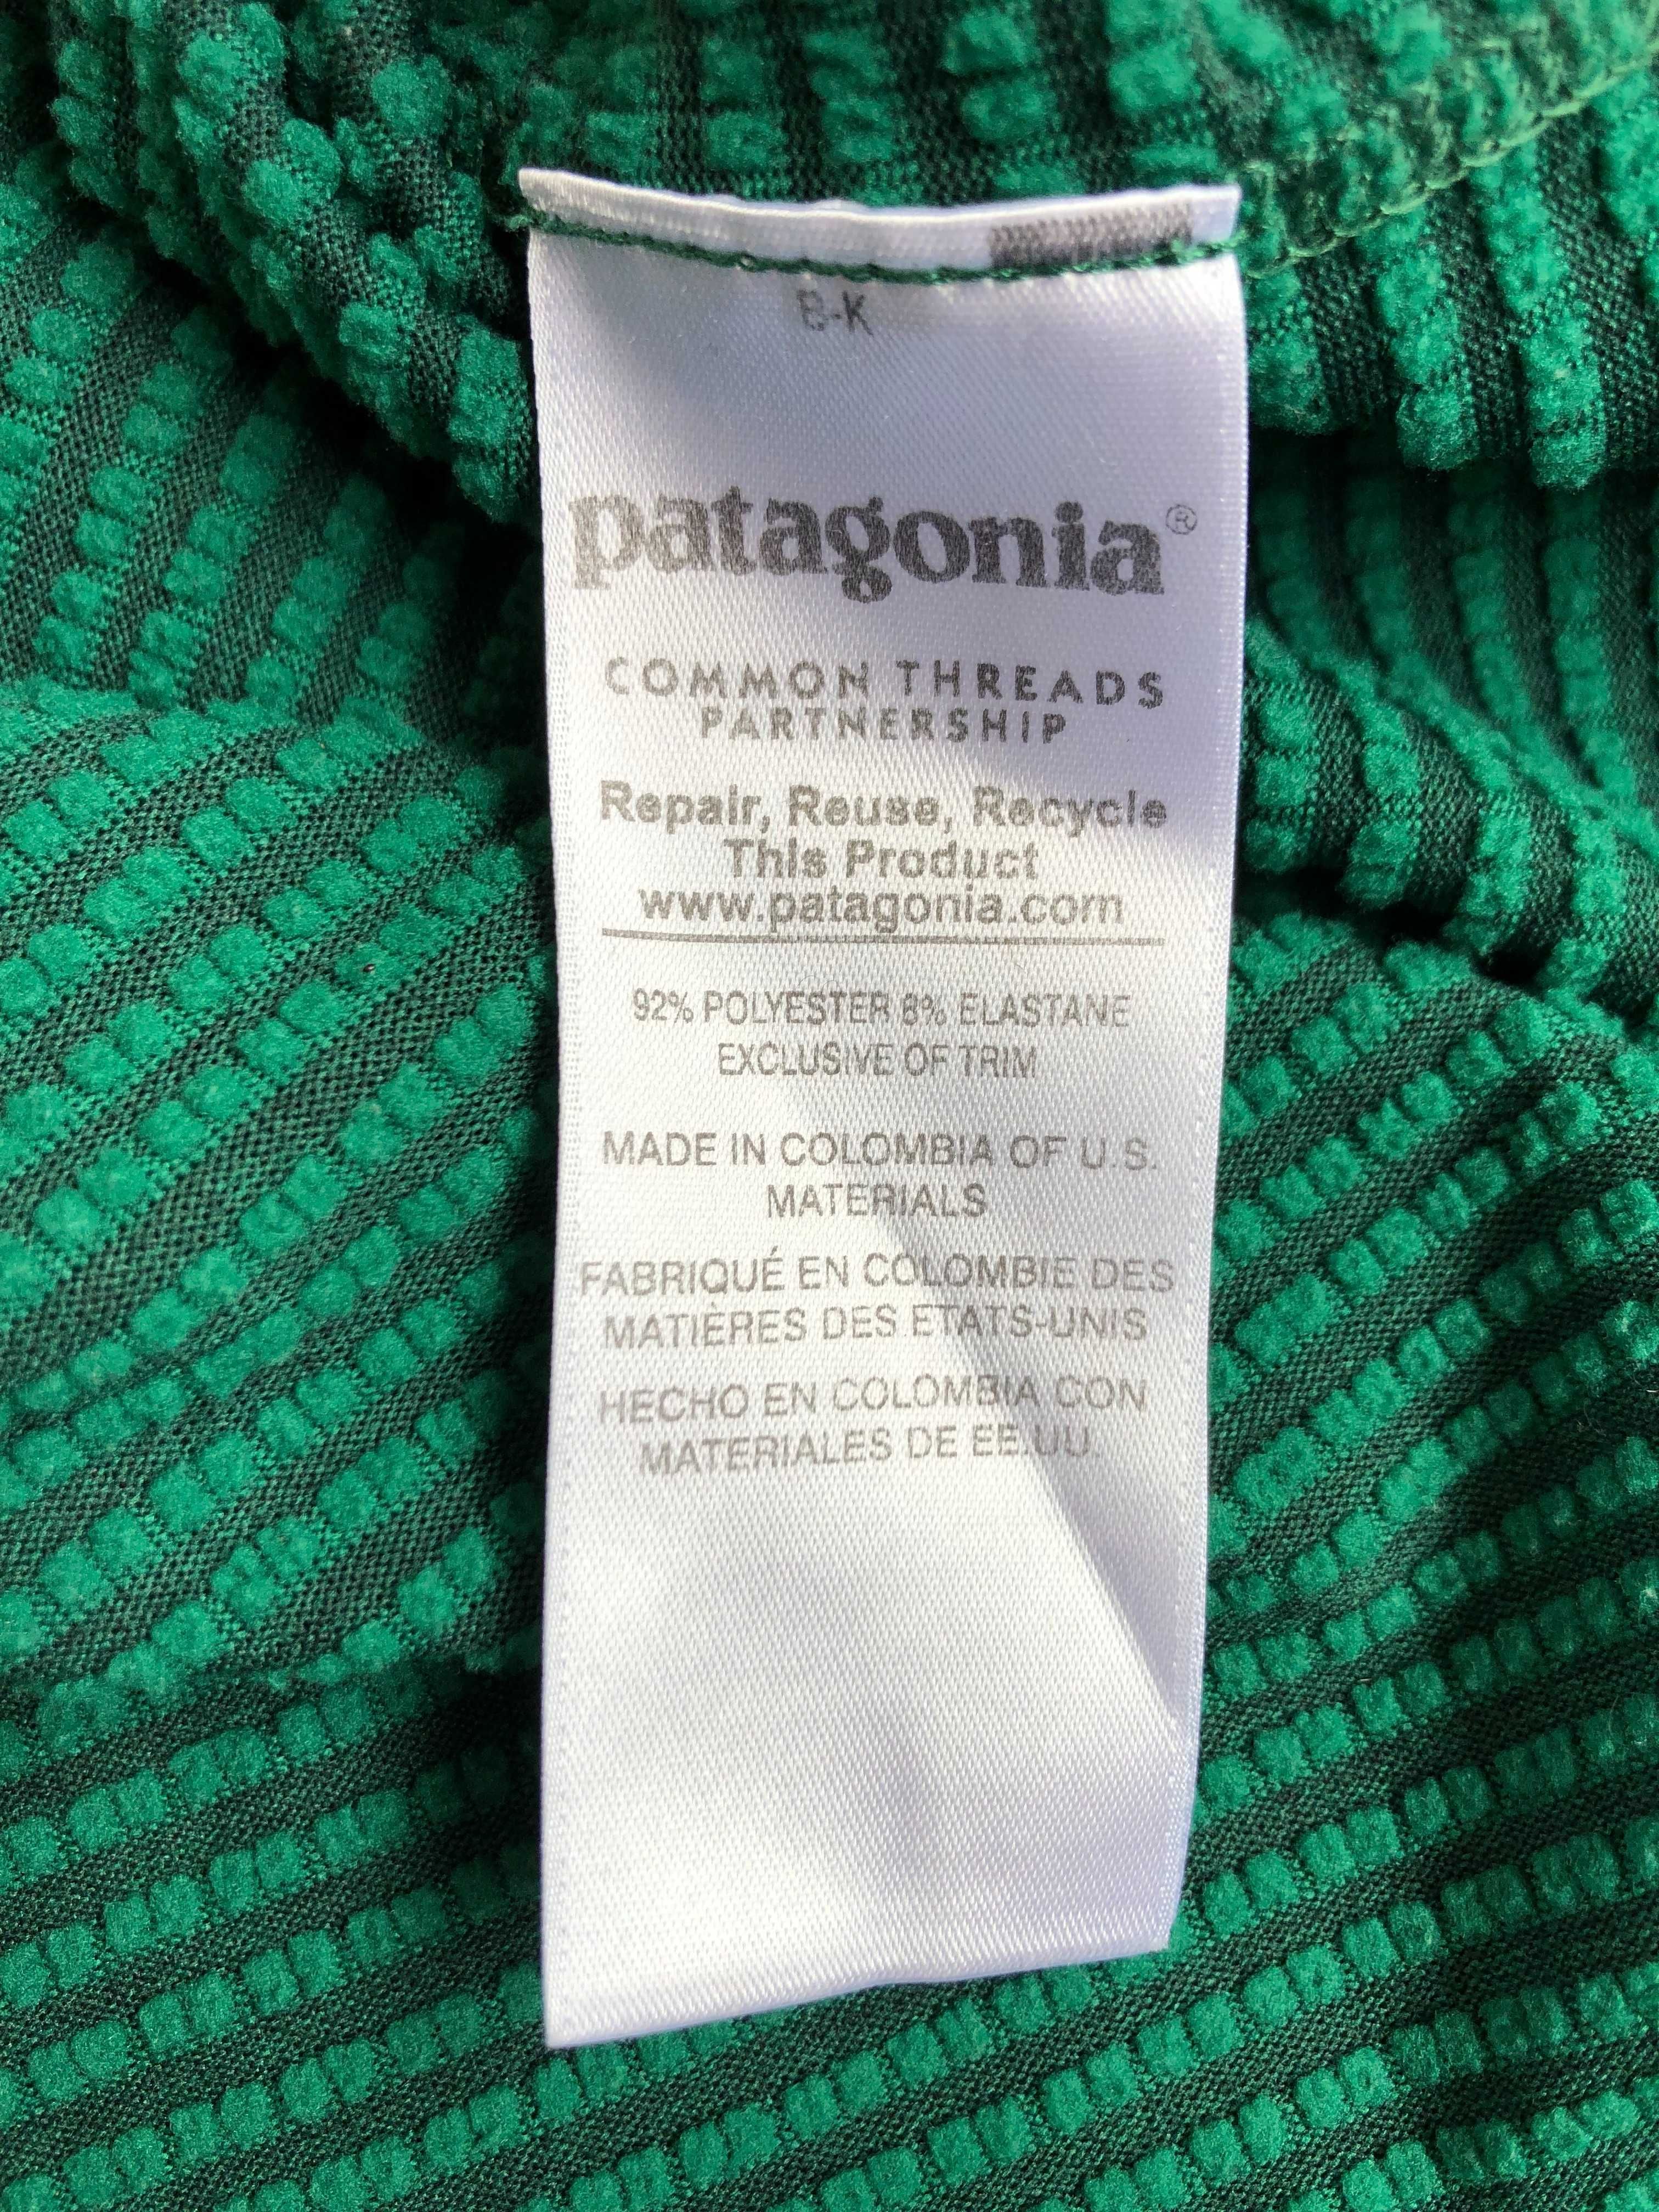 B-K
patagonia®
COMMON THREADS
PARTNERSHIP
Repair, Reuse, Recycle
This Product
www.patagonia.com
92% POLYESTER 8% ELASTANE
EXCLUSIVE OF TRIM
MADE IN COLOMBIA OF U.S.
MATERIALS
FABRIQUÉ EN COLOMBIE DES
MATIÈRES DES ETATS-UNIS
HECHO EN COLOMBIA CON
MATERIALES DE EE.UU.